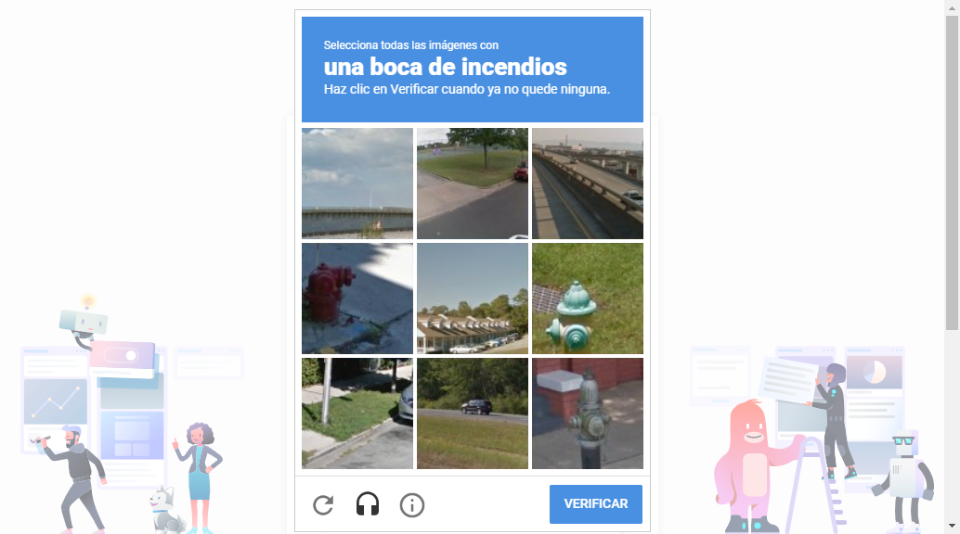 Selecciona todas las imágenes con
una boca de incendios
Haz clic en Verificar cuando ya no quede ninguna.
VERIFICAR